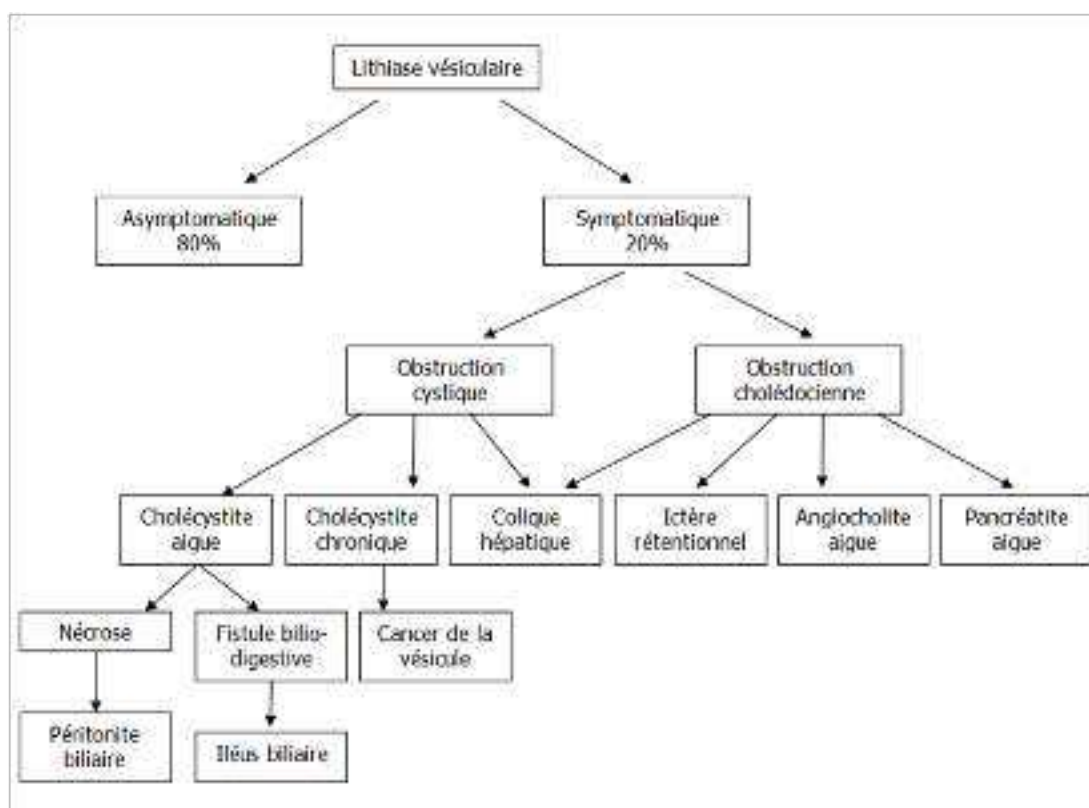 Lithiase vésiculaire
Asymptomatique
80%
Symptomatique
20%
Obstruction
cystique
Obstruction
cholédocienne
Cholécystite
aigue
Cholécystite
chronique
Colique
hépatique
Ictère
rétentionnel
Angiocholite
aigue
Pancréatite
aigue
Nécrose
Fistule bilio-
digestive
Cancer de la
vésicule
Péritonite
biliaire
Iléus biliaire